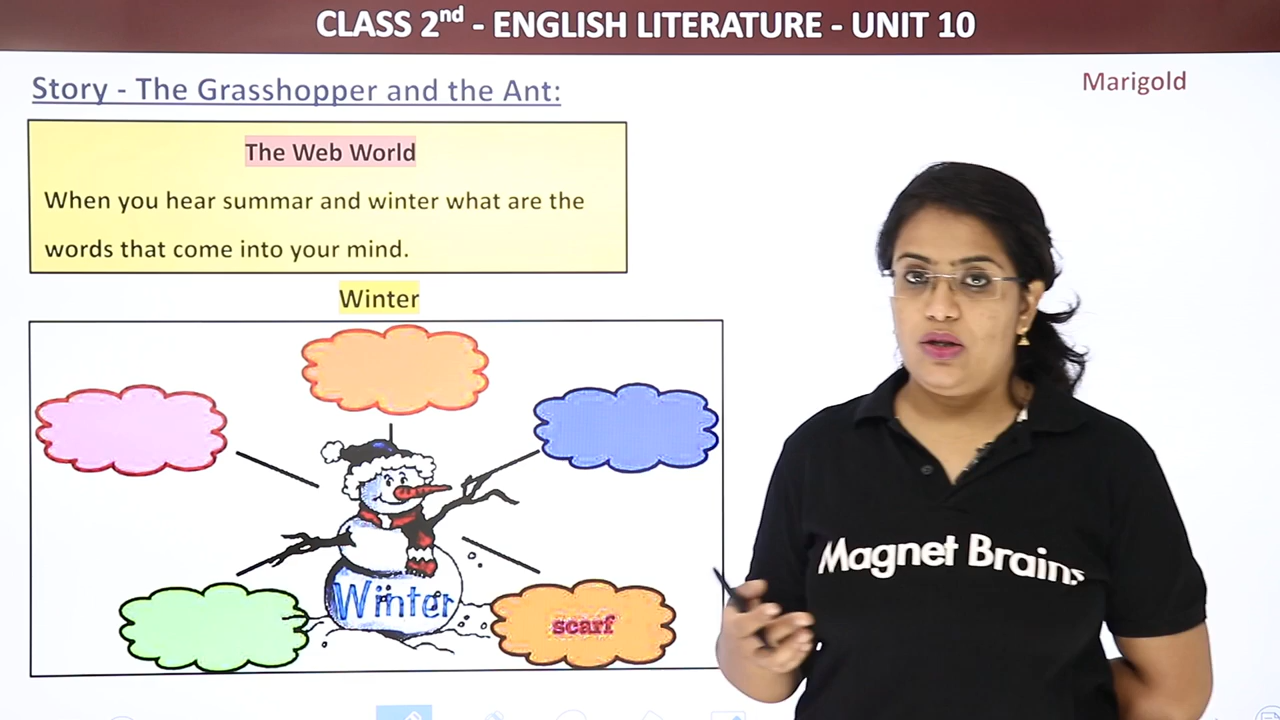 CLASS 2nd - ENGLISH LITERATURE - UNIT 10
Story - The Grasshopper and the Ant:
Marigold
The Web World
When you hear summar and winter what are the
words that come into your mind.
Winter
Winter
scarf
Magnet Brains